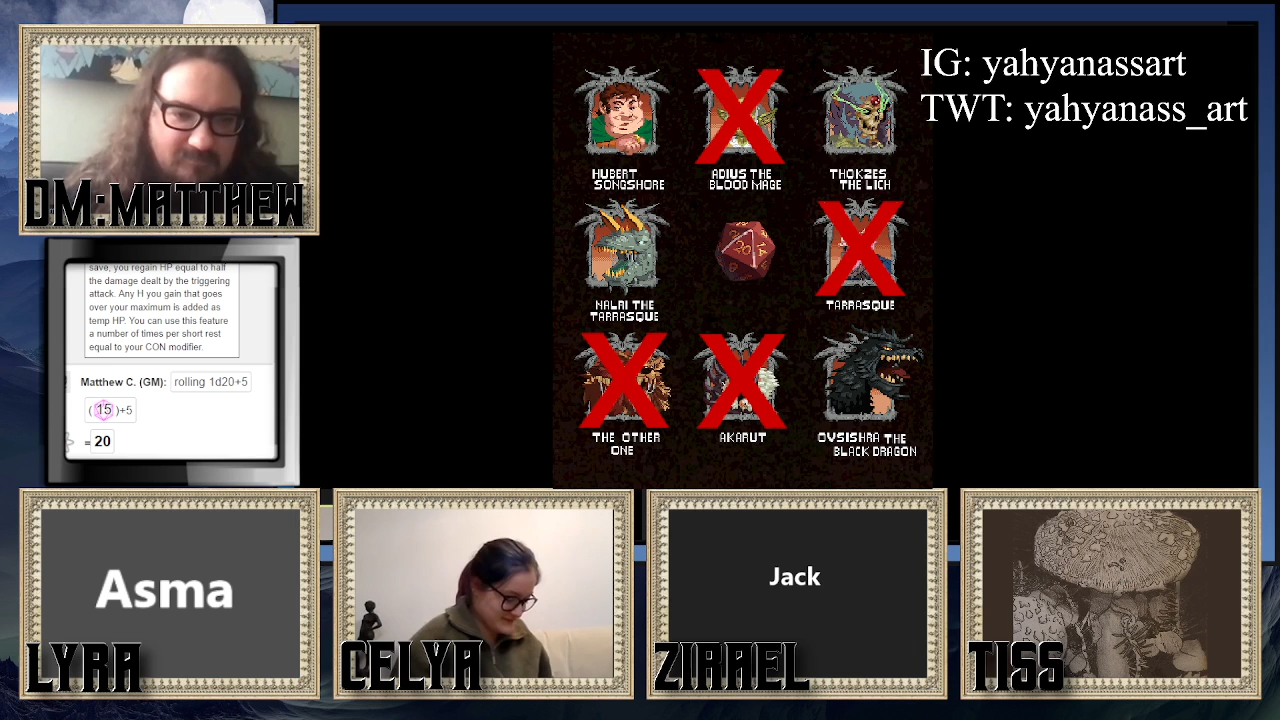 IG: yahyanassart
TWT: yahyanass_art
DM:MATTHEW
HUBERT
SONGSHORE
ADIUS THE
BLOOD MAGE
THOKZES
THE LICH
NALAI THE
TARRASQUE
20
TARRASQUE
THE OTHER
ONE
AKARUT
OVSISHRA THE
BLACK DRAGON
save, you regain HP equal to half
the damage dealt by the triggering
attack. Any H you gain that goes
over your maximum is added as
temp HP. You can use this feature
a number of times per short rest
equal to your CON modifier.
Matthew C. (GM): rolling 1d20+5
(15)+5
=20
Asma
LYRA
CELYA
Jack
ZIRAEL
TISS